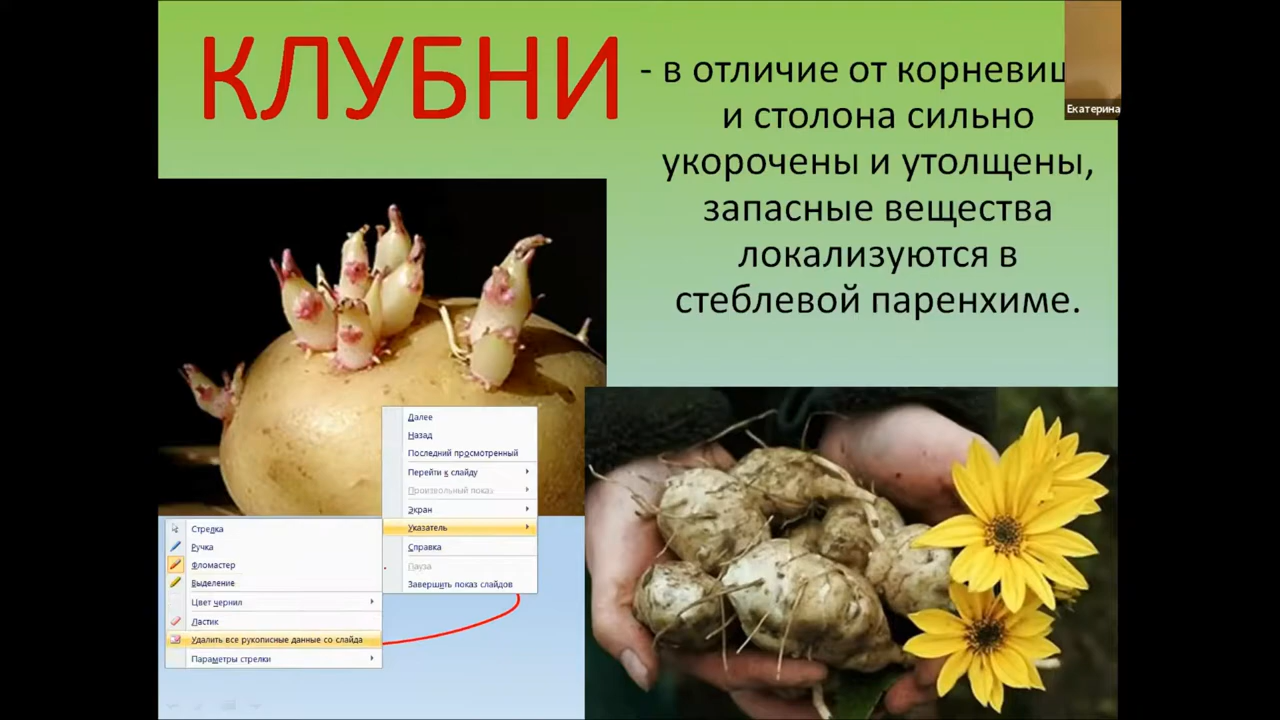 КЛУБНИ
- в отличие от корневищ
и столона сильно
укорочены и утолщены,
запасные вещества
локализуются в
стеблевой паренхиме.
Екатерина
Далее
Назад
Последний просмотренный
Перейти к слайду
Произвольный показ
Экран
Указатель
Справка
Пауза
Завершить показ слайдов
Стрелка
Ручка
Фломастер
Выделение
Цвет чернил
Ластик
Удалить все рукописные данные со слайда
Параметры стрелки